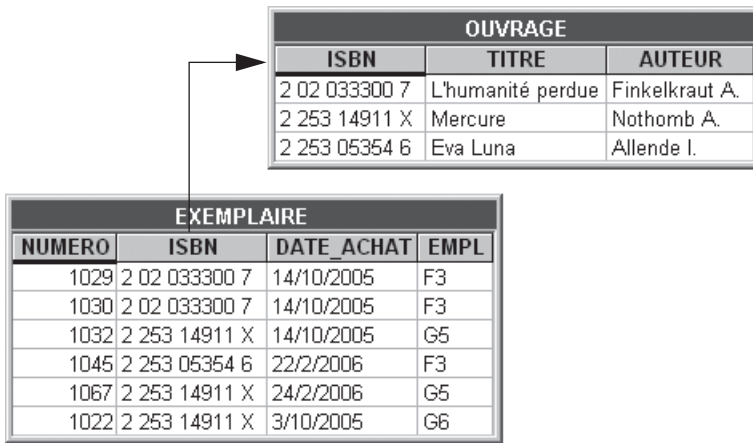 OUVRAGE
ISBN TITRE AUTEUR
2 02 033300 7 L'humanité perdue Finkelkraut A.
2 253 14911 X Mercure Nothomb A.
2 253 05354 6 Eva Luna Allende I.
EXEMPLAIRE
NUMERO ISBN DATE_ACHAT EMPL
1029 2 02 033300 7 14/10/2005 F3
1030 2 02 033300 7 14/10/2005 F3
1032 2 253 14911 X 14/10/2005 G5
1045 2 253 05354 6 22/2/2006 F3
1067 2 253 14911 X 24/2/2006 G5
1022 2 253 14911 X 3/10/2005 G6